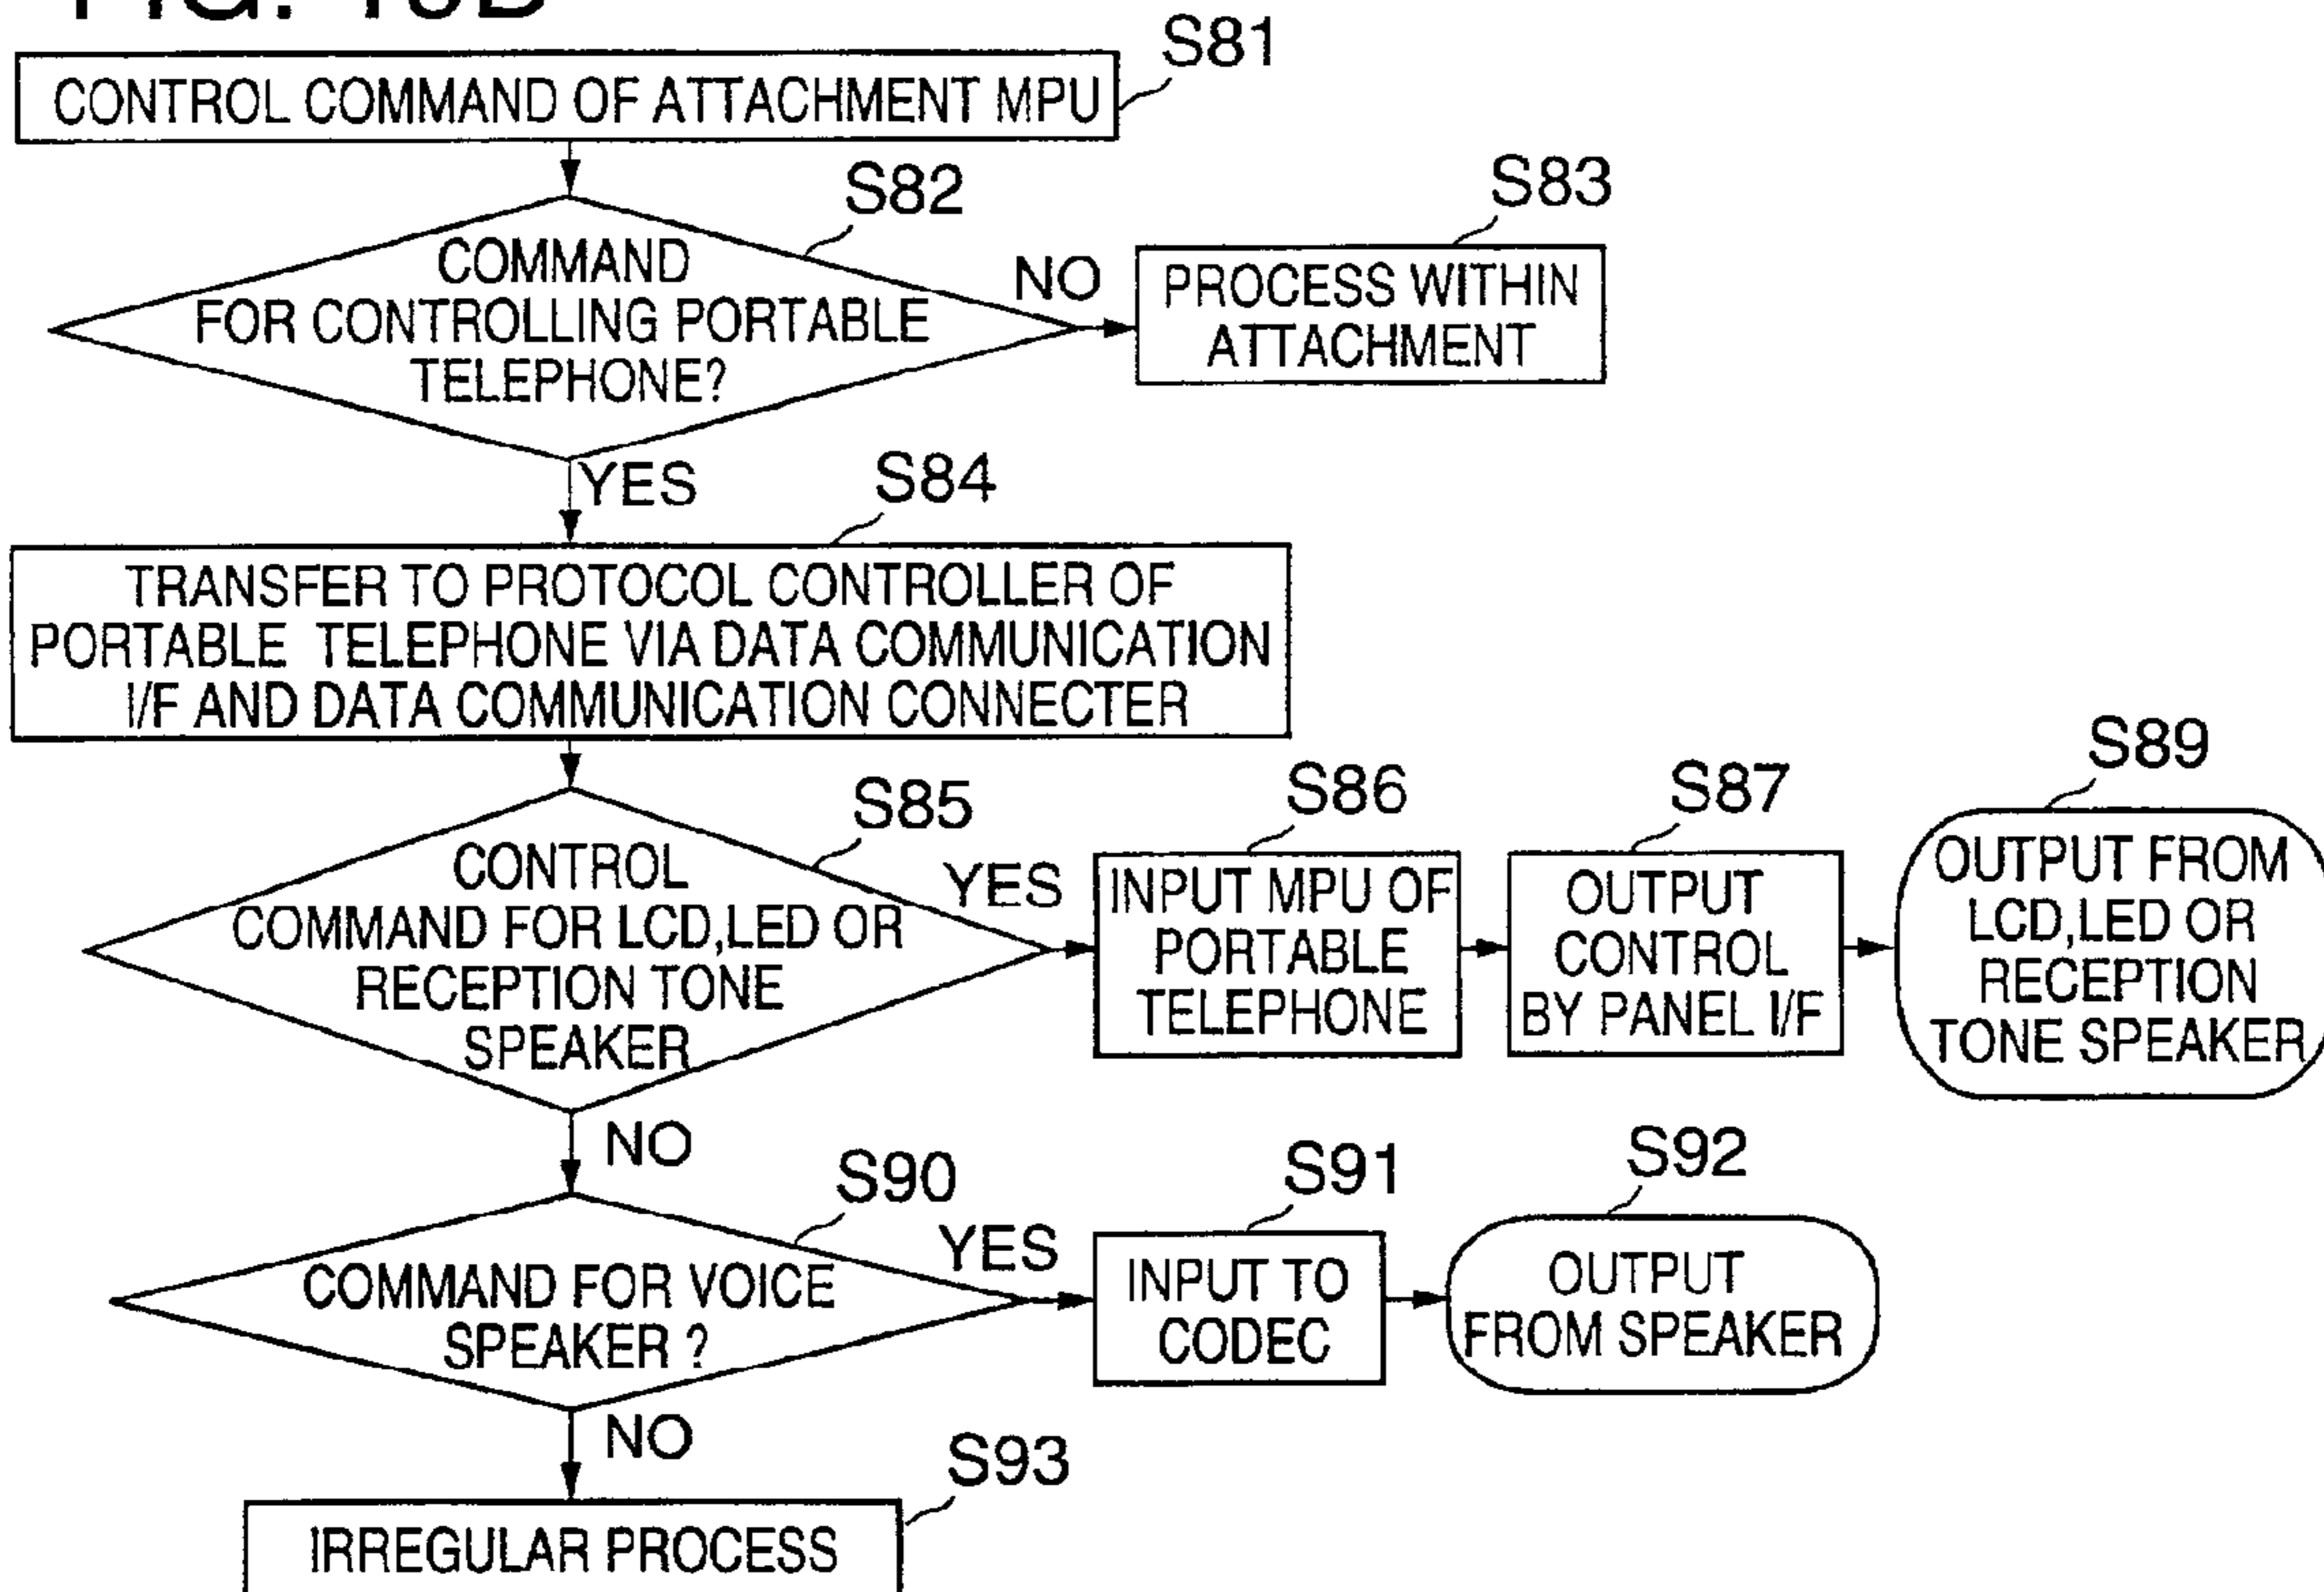 S81
CONTROL COMMAND OF ATTACHMENT MPU
S82
COMMAND
FOR CONTROLLING PORTABLE
TELEPHONE?
NO
S83
PROCESS WITHIN
ATTACHMENT
YES
S84
TRANSFER TO PROTOCOL CONTROLLER OF
PORTABLE TELEPHONE VIA DATA COMMUNICATION
I/F AND DATA COMMUNICATION CONNECTER
S85
CONTROL
COMMAND FOR LCD,LED OR
RECEPTION TONE
SPEAKER
YES
S86
INPUT MPU OF
PORTABLE
TELEPHONE
S87
OUTPUT
CONTROL
BY PANEL I/F
S89
OUTPUT FROM
LCD,LED OR
RECEPTION
TONE SPEAKER
NO
S90
COMMAND FOR VOICE
SPEAKER ?
YES
S91
INPUT TO
CODEC
S92
OUTPUT
FROM SPEAKER
NO
S93
IRREGULAR PROCESS